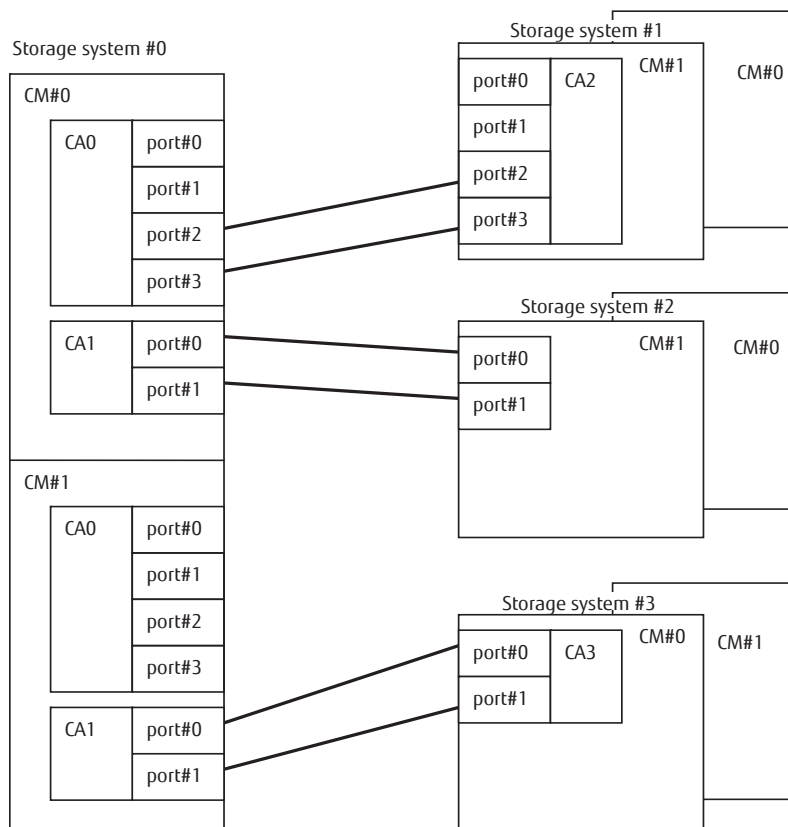 Storage system #0
CM#0
CA0
port#0
port#1
port#2
port#3
CA1
port#0
port#1
CM#1
CA0
port#0
port#1
port#2
port#3
CA1
port#0
port#1
Storage system #1
port#0
CA2
CM#1
CM#0
port#1
port#2
port#3
Storage system #2
port#0
CM#1
CM#0
port#1
Storage system #3
port#0
CA3
CM#0
CM#1
port#1